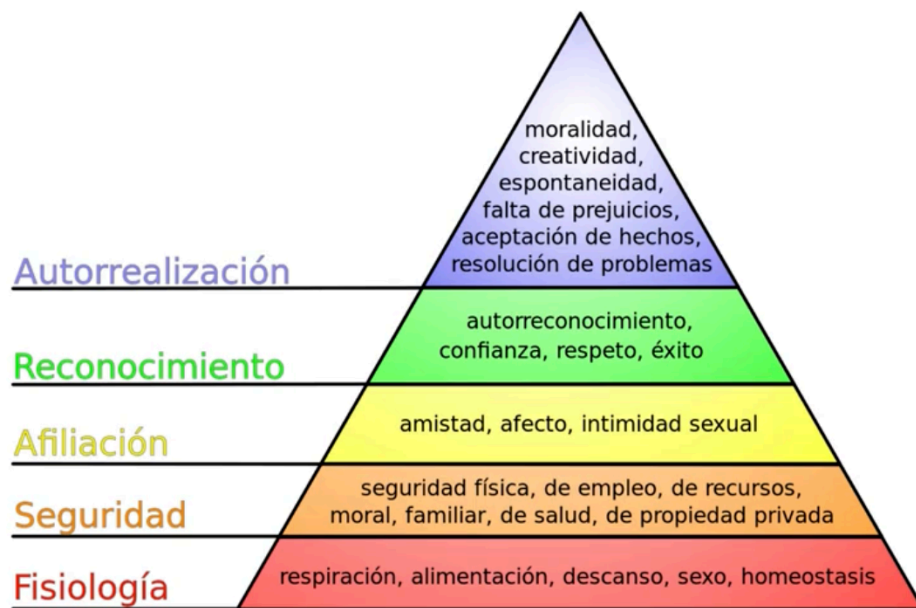 moralidad,
creatividad,
espontaneidad,
falta de prejuicios,
aceptación de hechos,
resolución de problemas
Autorrealización
autorreconocimiento,
confianza, respeto, éxito
Reconocimiento
amistad, afecto, intimidad sexual
Afiliación
seguridad física, de empleo, de recursos,
moral, familiar, de salud, de propiedad privada
Seguridad
respiración, alimentación, descanso, sexo, homeostasis
Fisiología